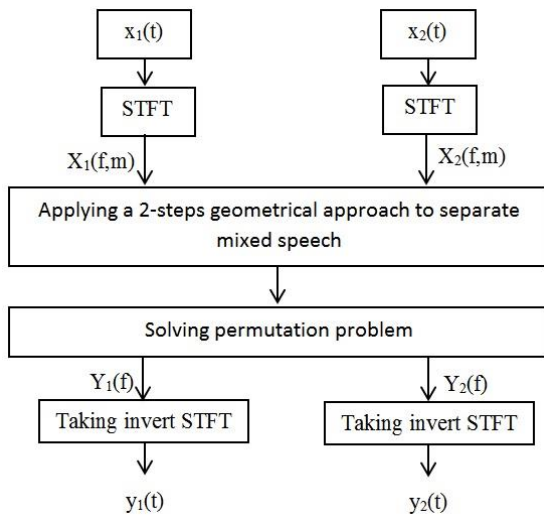 x₁(t) x₂(t)
STFT STFT
X₁(f,m) X₂(f,m)
Applying a 2-steps geometrical approach to separate
mixed speech
Solving permutation problem
Y₁(f) Y₂(f)
Taking invert STFT Taking invert STFT
y₁(t) y₂(t)